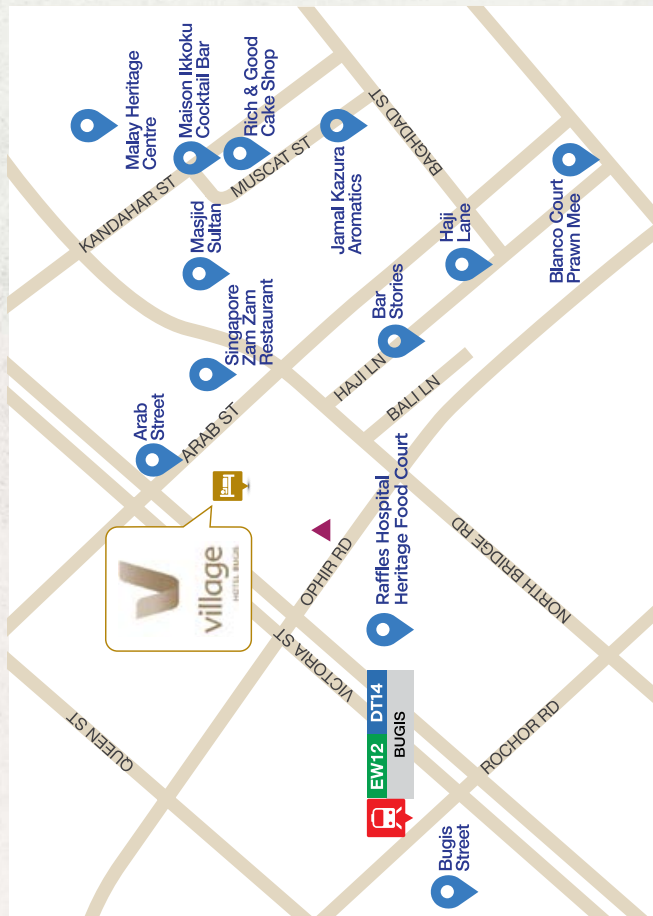 Malay Heritage
Centre
Maison Ikkoku
Cocktail Bar
Rich & Good
Cake Shop
KANDAHAR ST
MUSCAT ST
Masjid
Sultan
Jamal Kazura
Aromatics
BAGHDAD ST
Singapore
Zam Zam
Restaurant
Haji
Lane
Blanco Court
Prawn Mee
Bar
Stories
HAJI LN
BALI LN
Arab
Street
ARAB ST
village
HOTEL BUGIS
OPHIR RD
Raffles Hospital
Heritage Food Court
NORTH BRIDGE RD
VICTORIA ST
QUEEN ST
EW12 DT14
BUGIS
ROCHOR RD
Bugis
Street